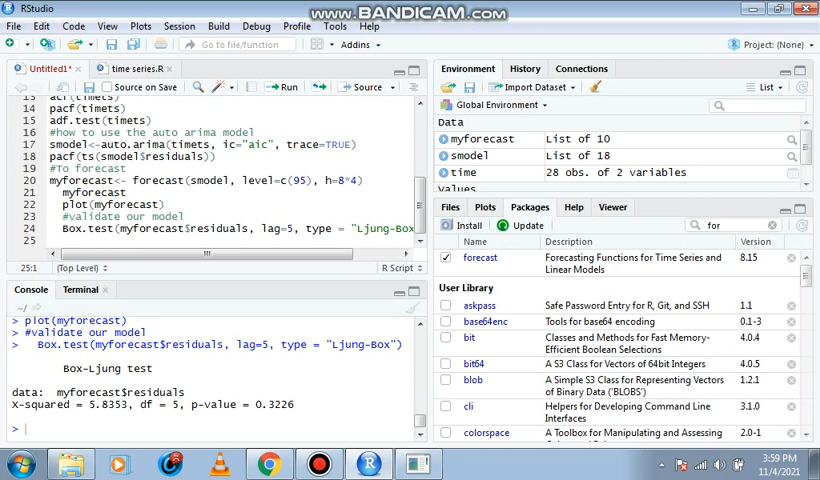 RStudio
www.BANDICAM.com
File Edit Code View Plots Session Build Debug Profile Tools Help
Go to file/function Addins Project: (None)
Untitled1* time series.R
Source on Save Run Source
13 acf(timets)
14 pacf(timets)
15 adf.test(timets)
16 #how to use the auto arima model
17 smodel<-auto.arima(timets, ic="aic", trace=TRUE)
18 pacf(ts(smodel$residuals))
19 #To forecast
20 myforecast<- forecast(smodel, level=c(95), h=8*4)
21 myforecast
22 plot(myforecast)
23 #validate our model
24 Box.test(myforecast$residuals, lag=5, type = "Ljung-Box
25
25:1 (Top Level) R Script
Console Terminal
~/
> plot(myforecast)
> #validate our model
> Box.test(myforecast$residuals, lag=5, type = "Ljung-Box")
Box-Ljung test
data: myforecast$residuals
X-squared = 5.8353, df = 5, p-value = 0.3226
>
Environment History Connections
Import Dataset List
Global Environment
Data
myforecast List of 10
smodel List of 18
time 28 obs. of 2 variables
Values
Files Plots Packages Help Viewer
Install Update for
Name Description Version
forecast Forecasting Functions for Time Series and Linear Models 8.15
User Library
askpass Safe Password Entry for R, Git, and SSH 1.1
base64enc Tools for base64 encoding 0.1-3
bit Classes and Methods for Fast Memory-Efficient Boolean Selections 4.0.4
bit64 A S3 Class for Vectors of 64bit Integers 4.0.5
blob A Simple S3 Class for Representing Vectors of Binary Data ('BLOBS') 1.2.1
cli Helpers for Developing Command Line Interfaces 3.1.0
colorspace A Toolbox for Manipulating and Assessing 2.0-1
3:59 PM
11/4/2021